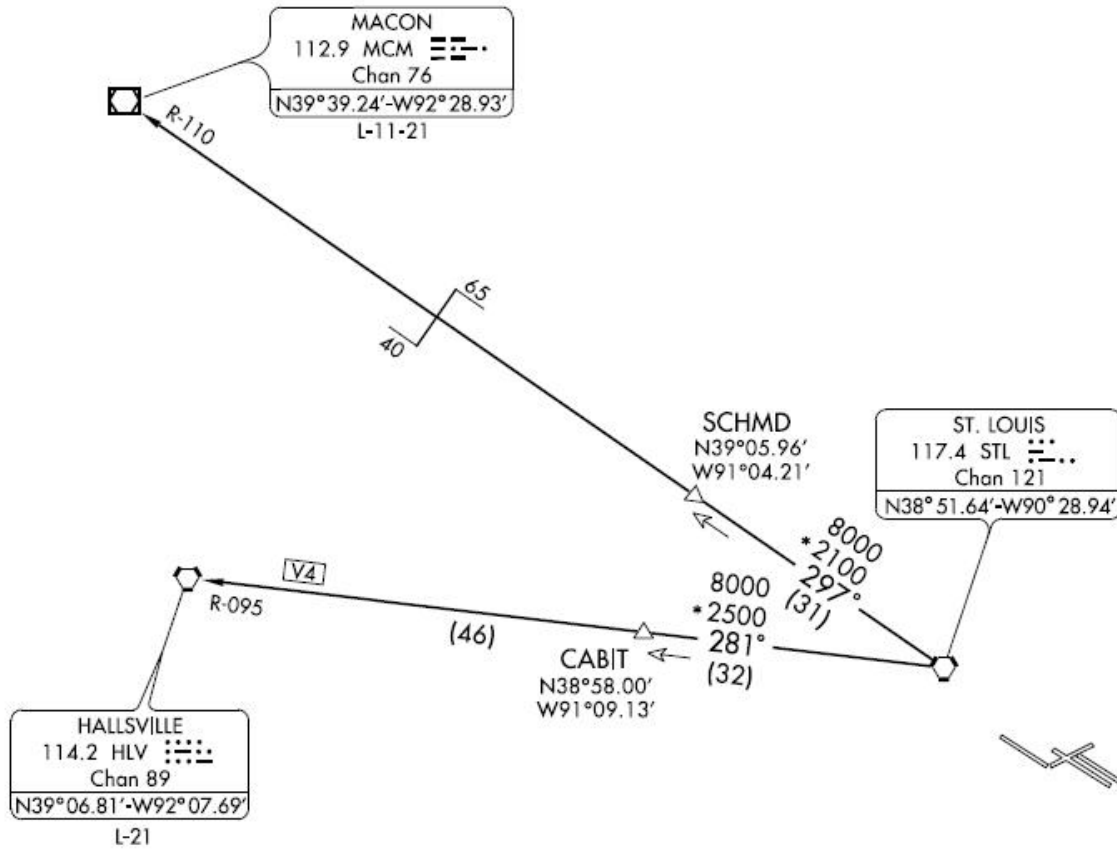 MACON
112.9 MCM
Chan 76
N39°39.24'-W92°28.93'
L-11-21
R-110
65
40
SCHMD
N39°05.96'
W91°04.21'
ST. LOUIS
117.4 STL
Chan 121
N38°51.64'-W90°28.94'
8000
*2100
297°
(31)
V4
R-095
(46)
8000
*2500
281°
(32)
CABIT
N38°58.00'
W91°09.13'
HALLSVILLE
114.2 HLV
Chan 89
N39°06.81'-W92°07.69'
L-21